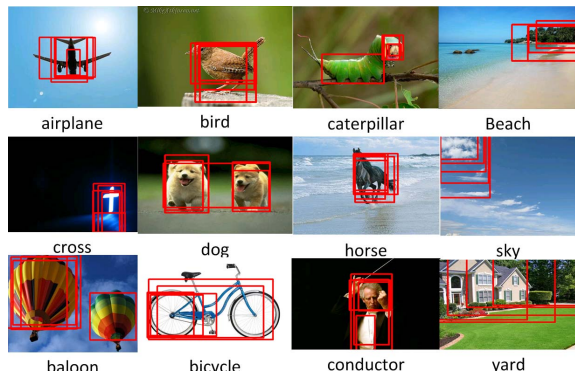 airplane
bird
caterpillar
Beach
cross
dog
horse
sky
baloon
bicycle
conductor
yard